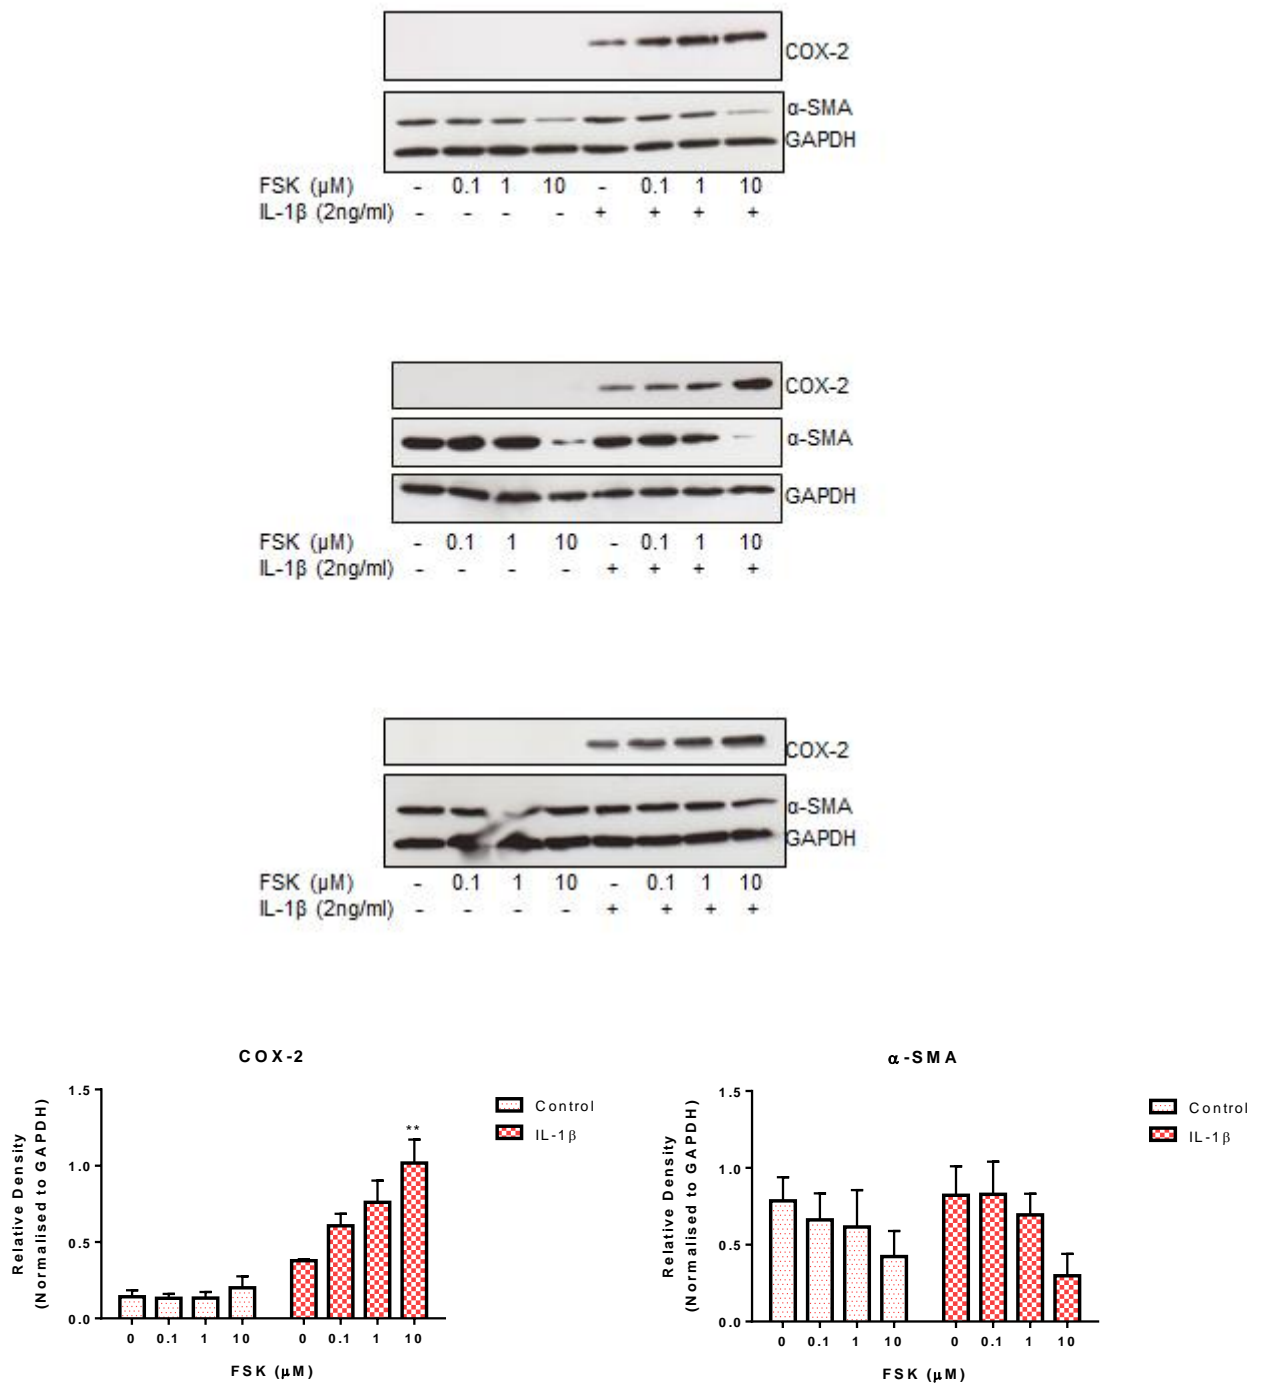 COX-2
α-SMA
GAPDH
FSK (µM) - 0.1 1 10 - 0.1 1 10
IL-1β (2ng/ml) - - - - + + + +
COX-2
α-SMA
GAPDH
FSK (µM) - 0.1 1 10 - 0.1 1 10
IL-1β (2ng/ml) - - - - + + + +
COX-2
α-SMA
GAPDH
FSK (µM) - 0.1 1 10 - 0.1 1 10
IL-1β (2ng/ml) - - - - + + + +
COX-2
Relative Density
(Normalised to GAPDH)
1.5
1.0
0.5
0.0
**
Control
IL-1β
0 0.1 1 10 0 0.1 1 10
FSK (µM)
α-SMA
Relative Density
(Normalised to GAPDH)
1.5
1.0
0.5
0.0
Control
IL-1β
0 0.1 1 10 0 0.1 1 10
FSK (µM)